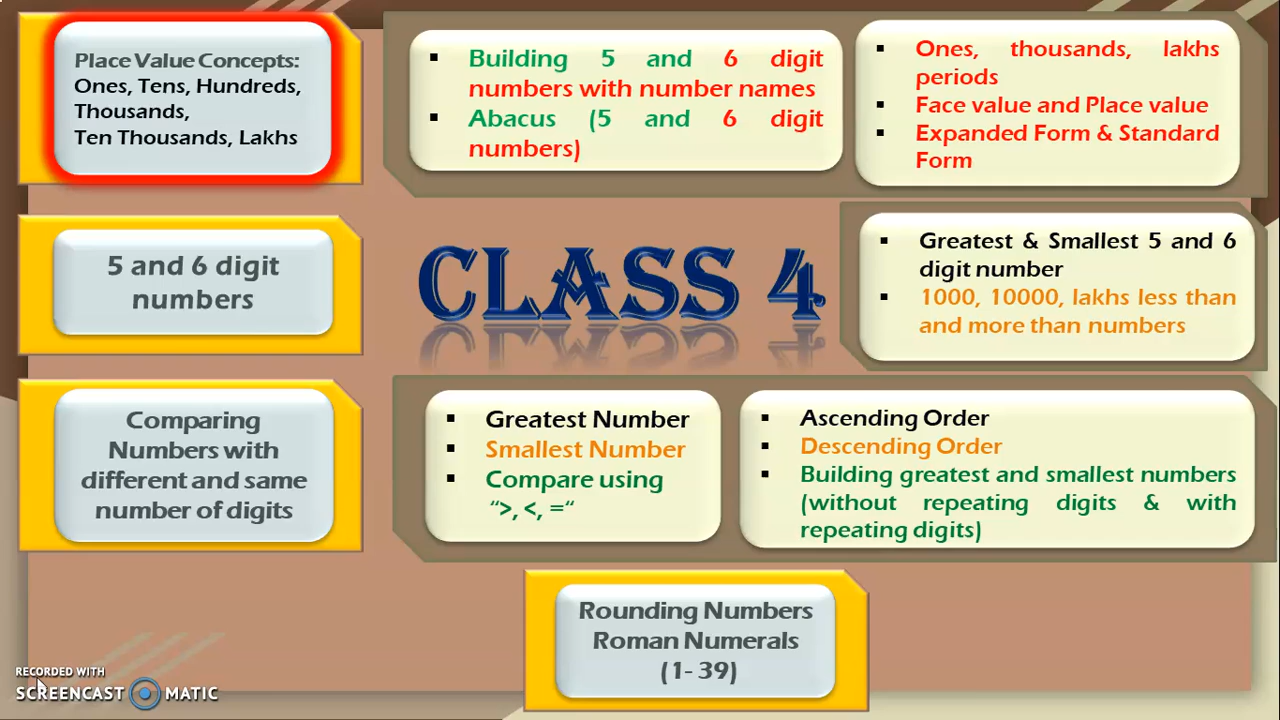 Place Value Concepts:
Ones, Tens, Hundreds,
Thousands,
Ten Thousands, Lakhs
▪ Building 5 and 6 digit
numbers with number names
▪ Abacus (5 and 6 digit
numbers)
▪ Ones, thousands, lakhs
periods
▪ Face value and Place value
▪ Expanded Form & Standard
Form
5 and 6 digit
numbers
CLASS 4
▪ Greatest & Smallest 5 and 6
digit number
▪ 1000, 10000, lakhs less than
and more than numbers
Comparing
Numbers with
different and same
number of digits
▪ Greatest Number
▪ Smallest Number
▪ Compare using
“>, <, =“
▪ Ascending Order
▪ Descending Order
▪ Building greatest and smallest numbers
(without repeating digits & with
repeating digits)
Rounding Numbers
Roman Numerals
(1- 39)
RECORDED WITH
SCREENCAST MATIC